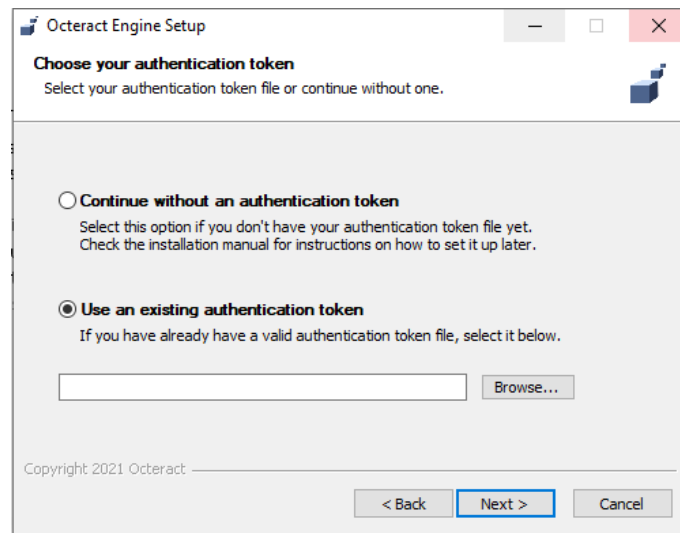 Octeract Engine Setup
Choose your authentication token
Select your authentication token file or continue without one.
Continue without an authentication token
Select this option if you don't have your authentication token file yet.
Check the installation manual for instructions on how to set it up later.
Use an existing authentication token
If you have already have a valid authentication token file, select it below.
Browse...
Copyright 2021 Octeract
< Back
Next >
Cancel